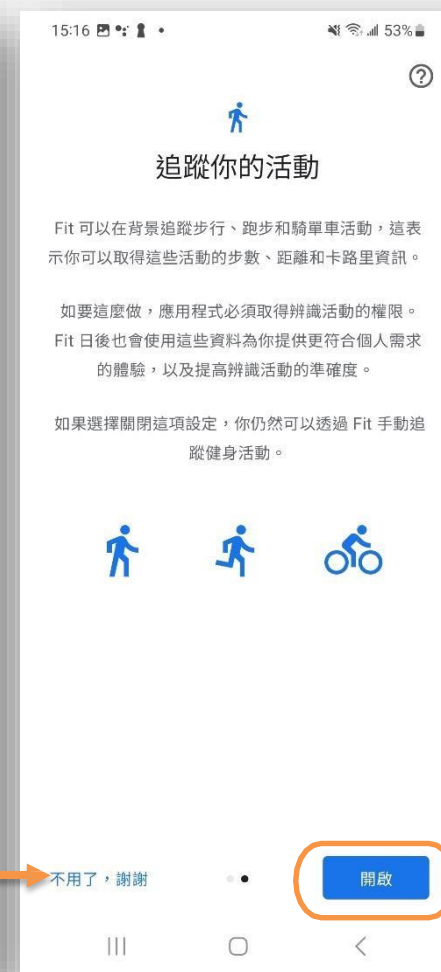 15:16 53%
追蹤你的活動
Fit 可以在背景追蹤步行、跑步和騎單車活動，這表
示你可以取得這些活動的步數、距離和卡路里資訊。
如要這麼做，應用程式必須取得辨識活動的權限。
Fit 日後也會使用這些資料為你提供更符合個人需求
的體驗，以及提高辨識活動的準確度。
如果選擇關閉這項設定，你仍然可以透過 Fit 手動追
蹤健身活動。
不用了，謝謝 開啟